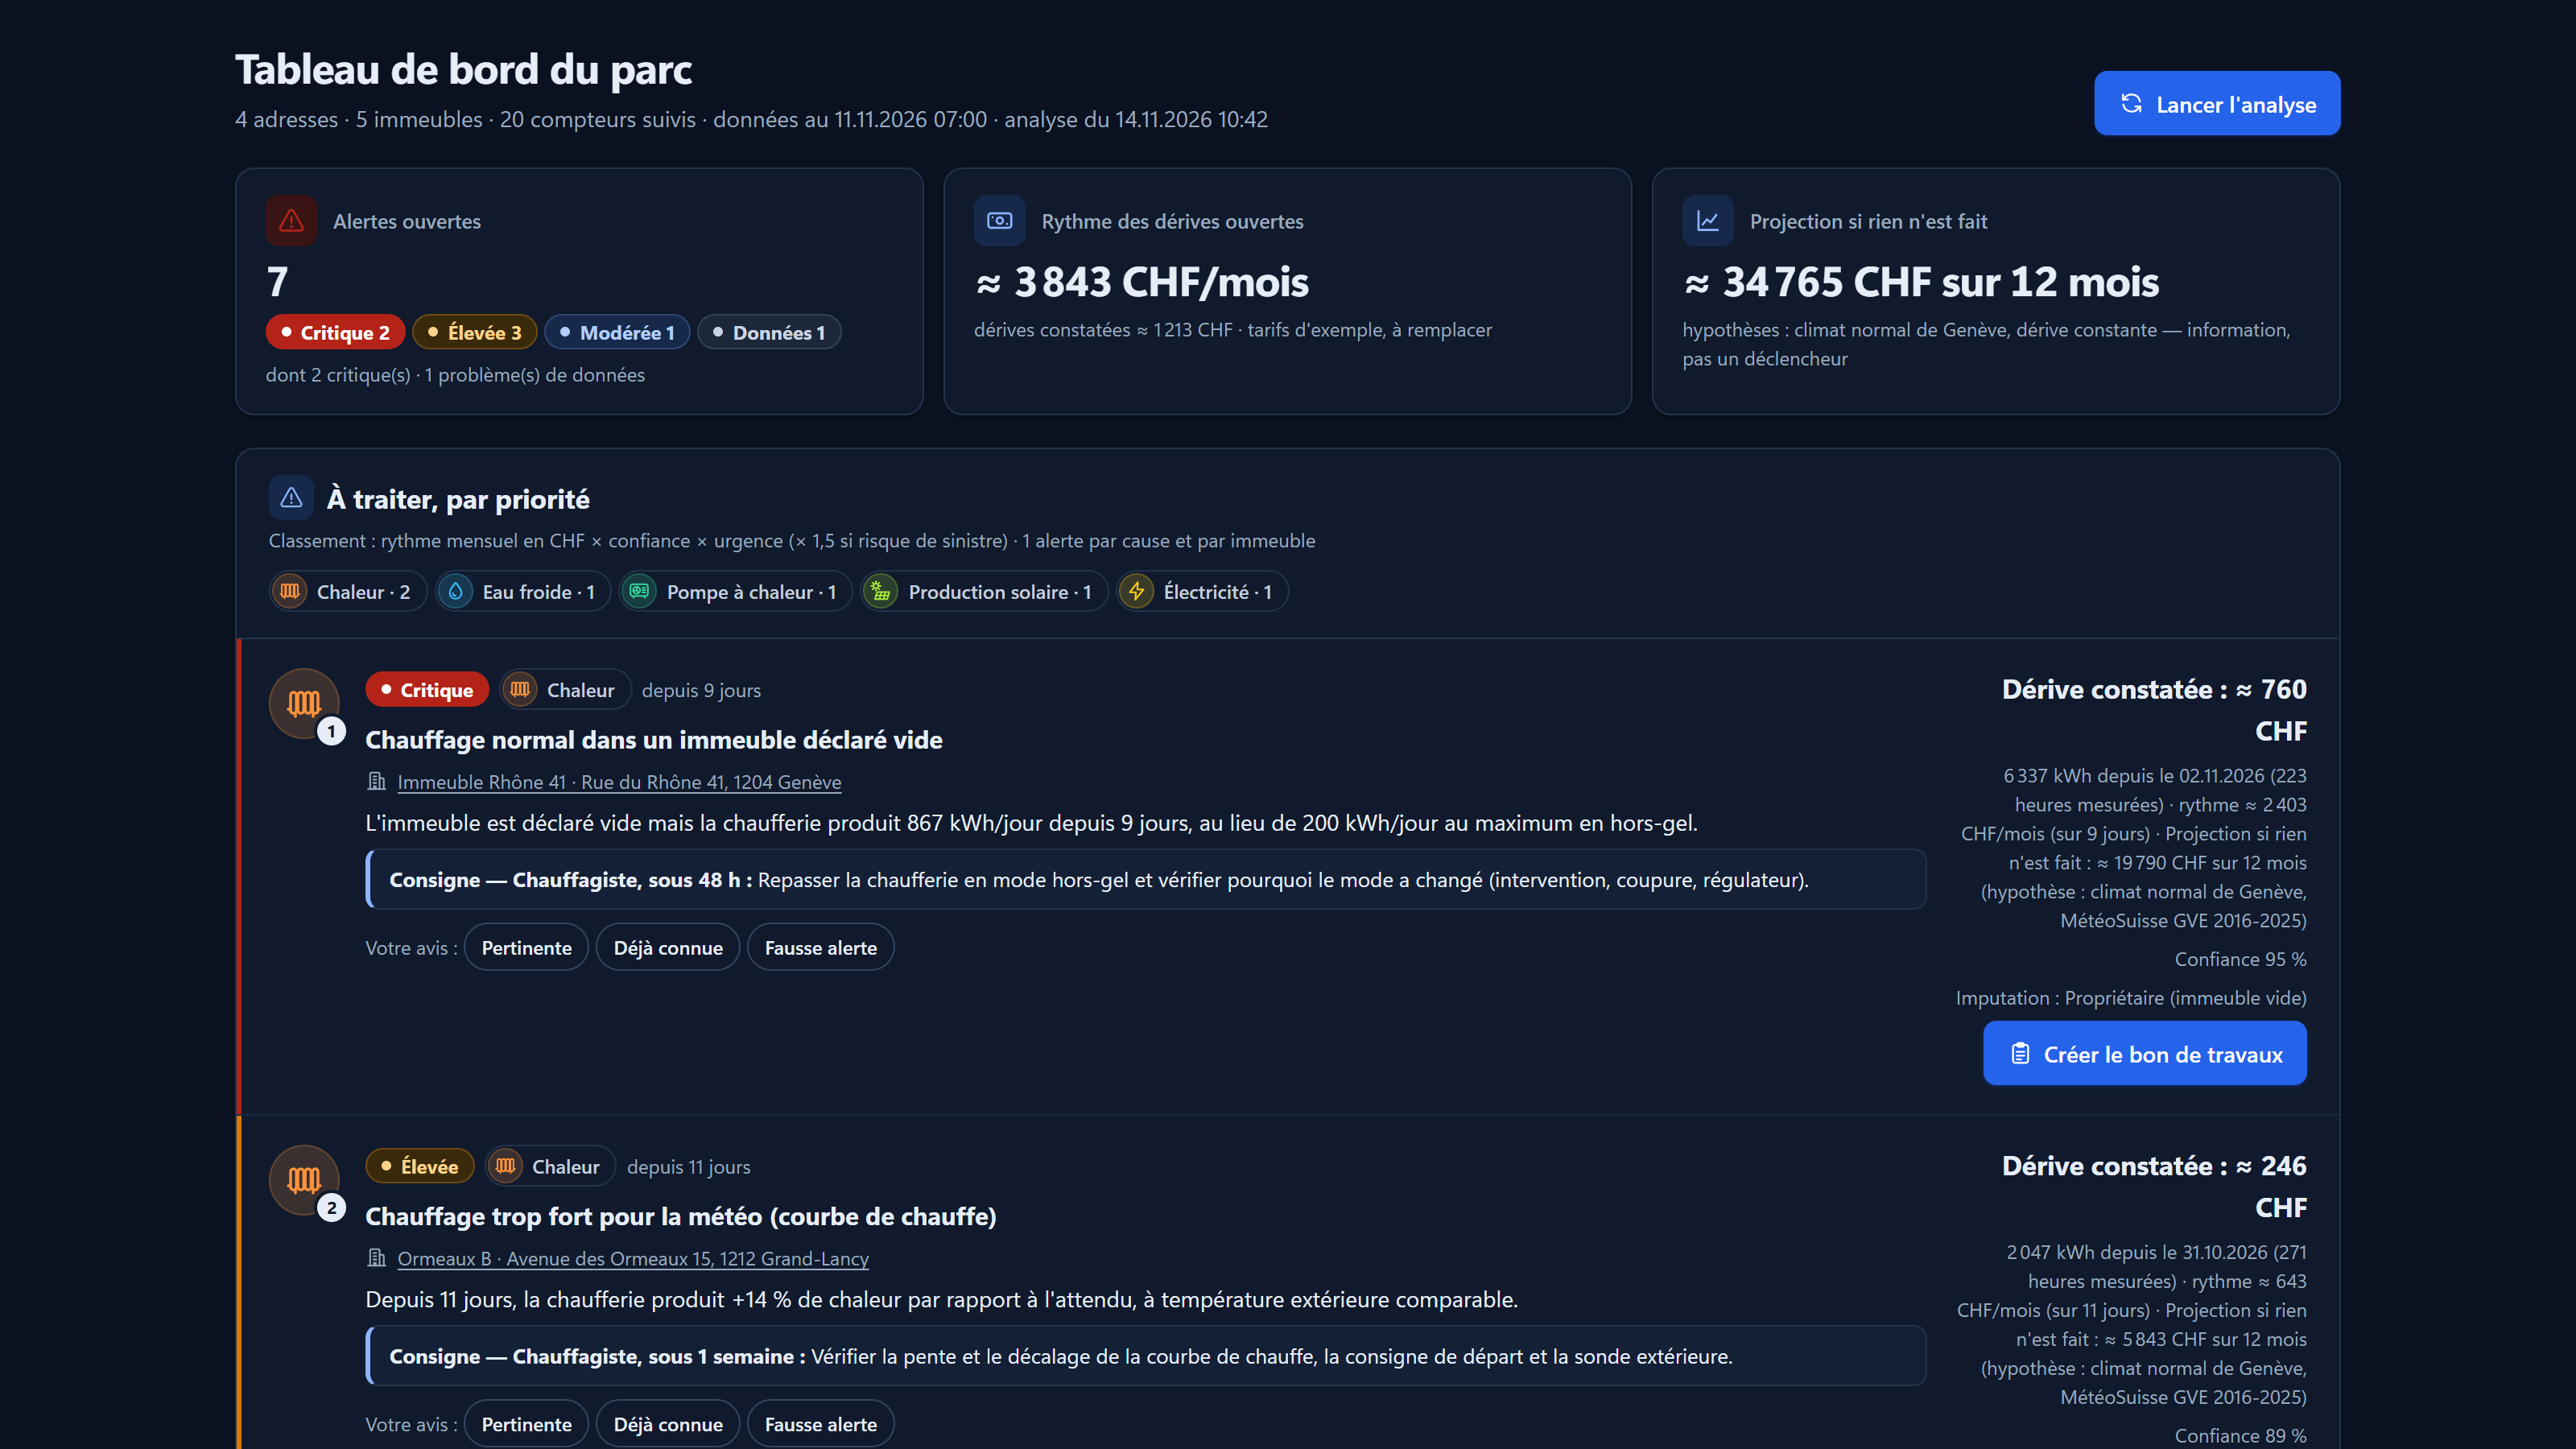 Tableau de bord du parc
4 adresses · 5 immeubles · 20 compteurs suivis · données au 11.11.2026 07:00 · analyse du 14.11.2026 10:42
Lancer l'analyse
Alertes ouvertes
7
Critique 2
Élevée 3
Modérée 1
Données 1
dont 2 critique(s) · 1 problème(s) de données
Rythme des dérives ouvertes
≈ 3 843 CHF/mois
dérives constatées ≈ 1 213 CHF · tarifs d'exemple, à remplacer
Projection si rien n'est fait
≈ 34 765 CHF sur 12 mois
hypothèses : climat normal de Genève, dérive constante — information,
pas un déclencheur
À traiter, par priorité
Classement : rythme mensuel en CHF × confiance × urgence (× 1,5 si risque de sinistre) · 1 alerte par cause et par immeuble
Chaleur · 2
Eau froide · 1
Pompe à chaleur · 1
Production solaire · 1
Électricité · 1
1
Critique
Chaleur
depuis 9 jours
Chauffage normal dans un immeuble déclaré vide
Immeuble Rhône 41 · Rue du Rhône 41, 1204 Genève
L'immeuble est déclaré vide mais la chaufferie produit 867 kWh/jour depuis 9 jours, au lieu de 200 kWh/jour au maximum en hors-gel.
Consigne — Chauffagiste, sous 48 h : Repasser la chaufferie en mode hors-gel et vérifier pourquoi le mode a changé (intervention, coupure, régulateur).
Votre avis :
Pertinente
Déjà connue
Fausse alerte
Dérive constatée : ≈ 760
CHF
6 337 kWh depuis le 02.11.2026 (223
heures mesurées) · rythme ≈ 2 403
CHF/mois (sur 9 jours) · Projection si rien
n'est fait : ≈ 19 790 CHF sur 12 mois
(hypothèse : climat normal de Genève,
MétéoSuisse GVE 2016-2025)
Confiance 95 %
Imputation : Propriétaire (immeuble vide)
Créer le bon de travaux
2
Élevée
Chaleur
depuis 11 jours
Chauffage trop fort pour la météo (courbe de chauffe)
Ormeaux B · Avenue des Ormeaux 15, 1212 Grand-Lancy
Depuis 11 jours, la chaufferie produit +14 % de chaleur par rapport à l'attendu, à température extérieure comparable.
Consigne — Chauffagiste, sous 1 semaine : Vérifier la pente et le décalage de la courbe de chauffe, la consigne de départ et la sonde extérieure.
Votre avis :
Pertinente
Déjà connue
Fausse alerte
Dérive constatée : ≈ 246
CHF
2 047 kWh depuis le 31.10.2026 (271
heures mesurées) · rythme ≈ 643
CHF/mois (sur 11 jours) · Projection si rien
n'est fait : ≈ 5 843 CHF sur 12 mois
(hypothèse : climat normal de Genève,
MétéoSuisse GVE 2016-2025)
Confiance 89 %